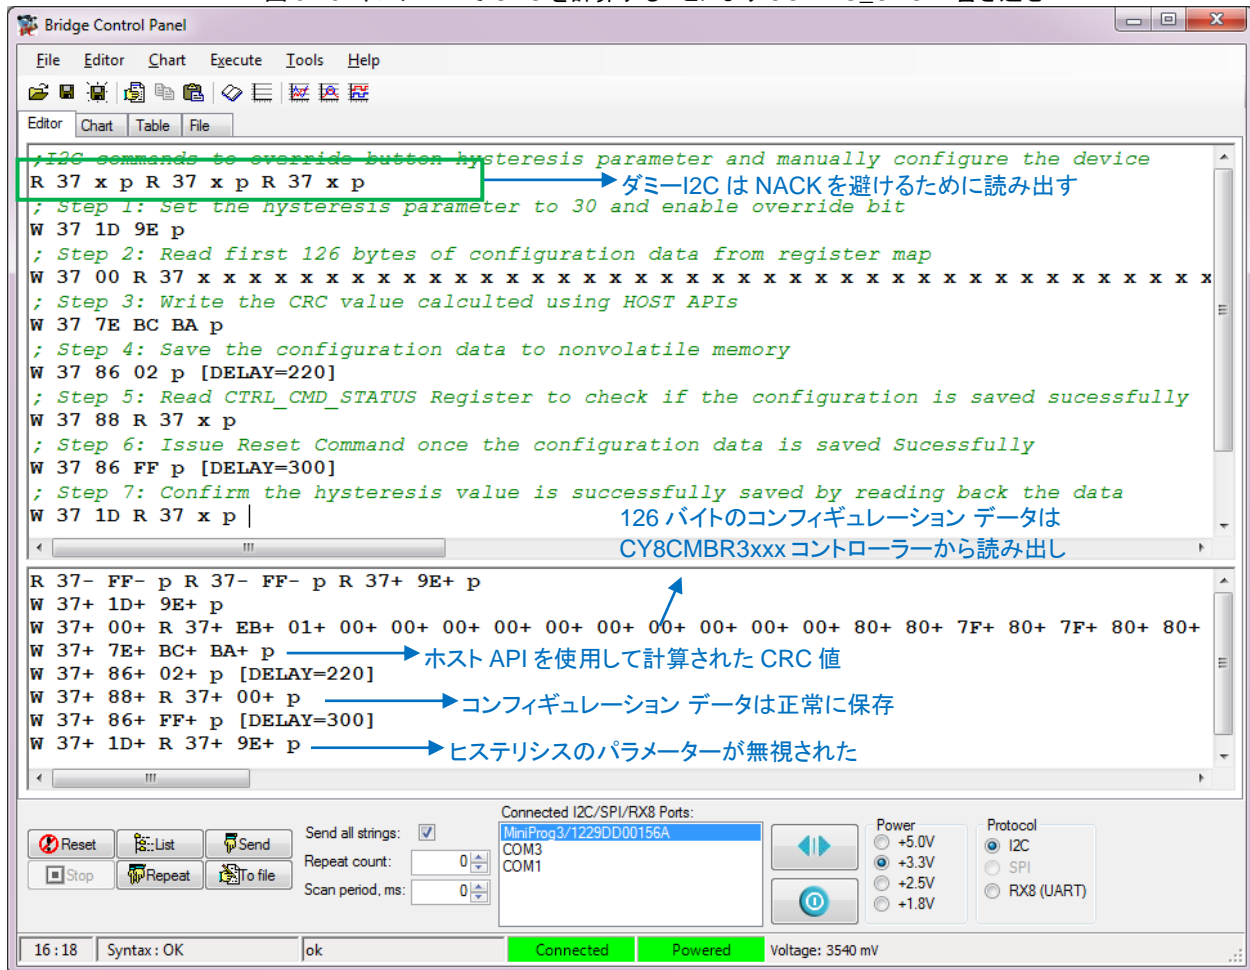 Bridge Control Panel
File Editor Chart Execute Tools Help
Editor Chart Table File
;I2C commands to override button hysteresis parameter and manually configure the device
R 37 x p R 37 x p R 37 x p
ダミーI2C は NACK を避けるために読み出す
; Step 1: Set the hysteresis parameter to 30 and enable override bit
W 37 1D 9E p
; Step 2: Read first 126 bytes of configuration data from register map
W 37 00 R 37 x x x x x x x x x x x x x x x x x x x x x x x x x x x x x x x x x x x x x x x x
; Step 3: Write the CRC value calculted using HOST APIs
W 37 7E BC BA p
; Step 4: Save the configuration data to nonvolatile memory
W 37 86 02 p [DELAY=220]
; Step 5: Read CTRL_CMD_STATUS Register to check if the configuration is saved sucessfully
W 37 88 R 37 x p
; Step 6: Issue Reset Command once the configuration data is saved Sucessfully
W 37 86 FF p [DELAY=300]
; Step 7: Confirm the hysteresis value is successfully saved by reading back the data
W 37 1D R 37 x p
126 バイトのコンフィギュレーション データは
CY8CMBR3xxx コントローラーから読み出し
R 37- FF- p R 37- FF- p R 37+ 9E+ p
W 37+ 1D+ 9E+ p
W 37+ 00+ R 37+ EB+ 01+ 00+ 00+ 00+ 00+ 00+ 00+ 00+ 00+ 00+ 00+ 80+ 80+ 7F+ 80+ 7F+ 80+ 80+
W 37+ 7E+ BC+ BA+ p
ホスト API を使用して計算された CRC 値
W 37+ 86+ 02+ p [DELAY=220]
W 37+ 88+ R 37+ 00+ p
コンフィギュレーション データは正常に保存
W 37+ 86+ FF+ p [DELAY=300]
W 37+ 1D+ R 37+ 9E+ p
ヒステリシスのパラメーターが無視された
Connected I2C/SPI/RX8 Ports:
Reset List Send
Stop Repeat To file
Send all strings:
Repeat count: 0
Scan period, ms: 0
MiniProg3/1229DD00156A
COM3
COM1
Power
+5.0V
+3.3V
+2.5V
+1.8V
Protocol
I2C
SPI
RX8 (UART)
16:18 Syntax: OK ok Connected Powered Voltage: 3540 mV